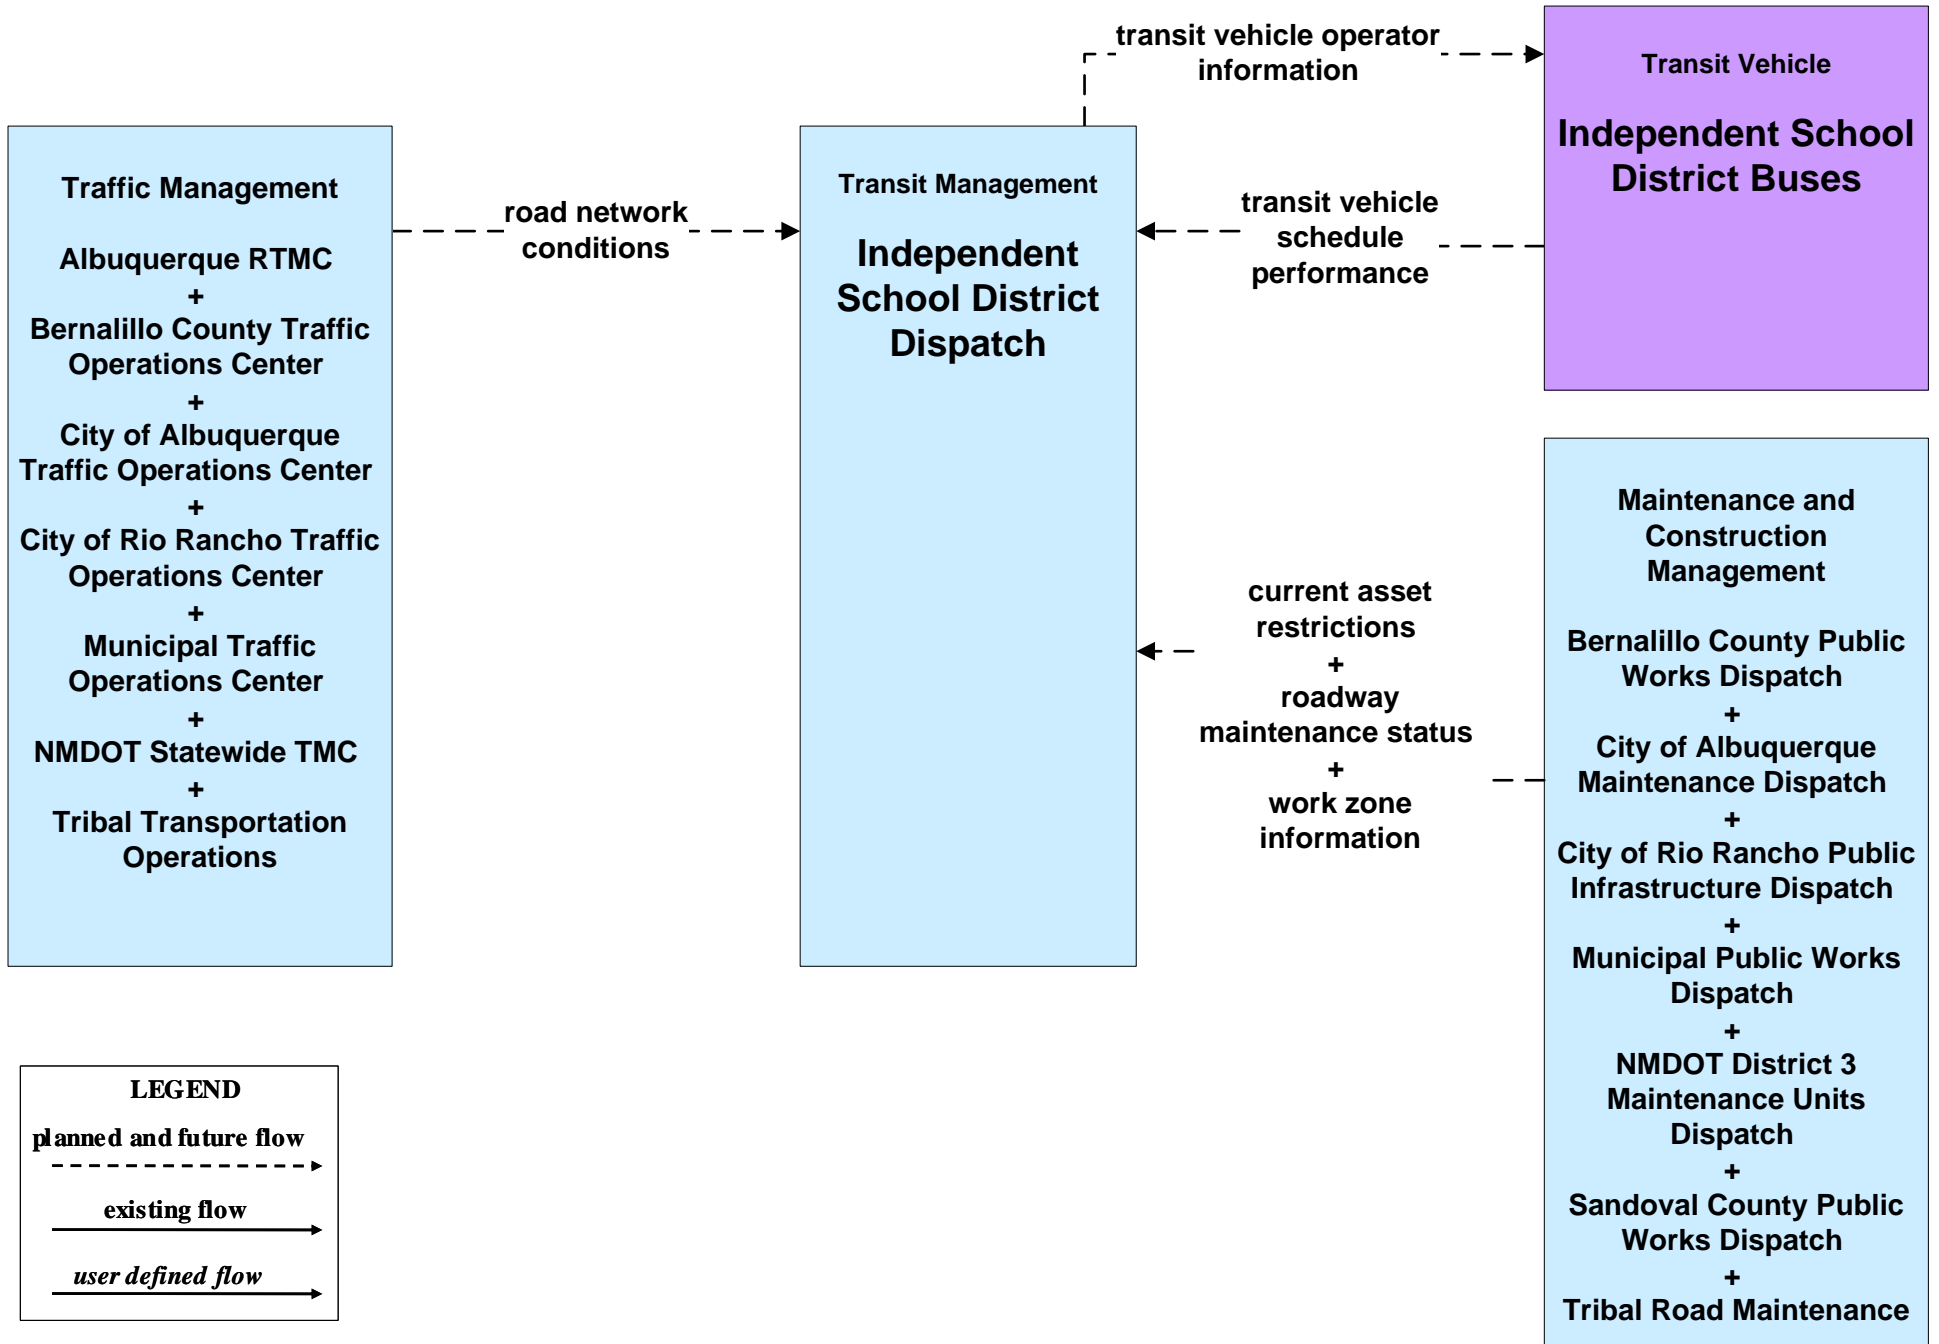 Traffic Management
Albuquerque RTMC
+
Bernalillo County Traffic
Operations Center
+
City of Albuquerque
Traffic Operations Center
+
City of Rio Rancho Traffic
Operations Center
+
Municipal Traffic
Operations Center
+
NMDOT Statewide TMC
+
Tribal Transportation
Operations
road network
conditions
Transit Management
Independent
School District
Dispatch
transit vehicle operator
information
transit vehicle
schedule
performance
Transit Vehicle
Independent School
District Buses
current asset
restrictions
+
roadway
maintenance status
+
work zone
information
Maintenance and
Construction
Management
Bernalillo County Public
Works Dispatch
+
City of Albuquerque
Maintenance Dispatch
+
City of Rio Rancho Public
Infrastructure Dispatch
+
Municipal Public Works
Dispatch
+
NMDOT District 3
Maintenance Units
Dispatch
+
Sandoval County Public
Works Dispatch
+
Tribal Road Maintenance
LEGEND
planned and future flow
existing flow
user defined flow